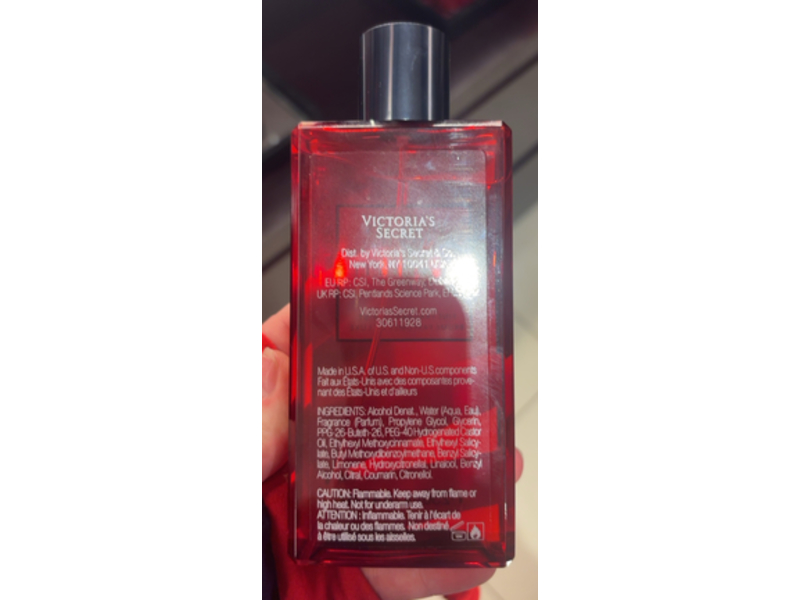 VICTORIA'S
SECRET
Dist. by Victoria's Secret & Co.
New York, NY 10041 USA
EU RP: CSI, The Greenway,
UK RP: CSI, Pentlands Science Park,
VictoriasSecret.com
30611928
Made in U.S.A. of U.S. and Non-U.S. components
Fait aux États-Unis avec des composantes prove-
nant des États-Unis et d'ailleurs
INGREDIENTS: Alcohol Denat., Water (Aqua, Eau),
Fragrance (Parfum), Propylene Glycol, Glycerin,
PPG-26-Buteth-26, PEG-40 Hydrogenated Castor
Oil, Ethylhexyl Methoxycinnamate, Ethylhexyl Salicy-
late, Butyl Methoxydibenzoylmethane, Benzyl Salicy-
late, Limonene, Hydroxycitronellal, Linalool, Benzyl
Alcohol, Citral, Coumarin, Citronellol.
CAUTION: Flammable. Keep away from flame or
high heat. Not for underarm use.
ATTENTION : Inflammable. Tenir à l'écart de
la chaleur ou des flammes. Non destiné
à être utilisé sous les aisselles.